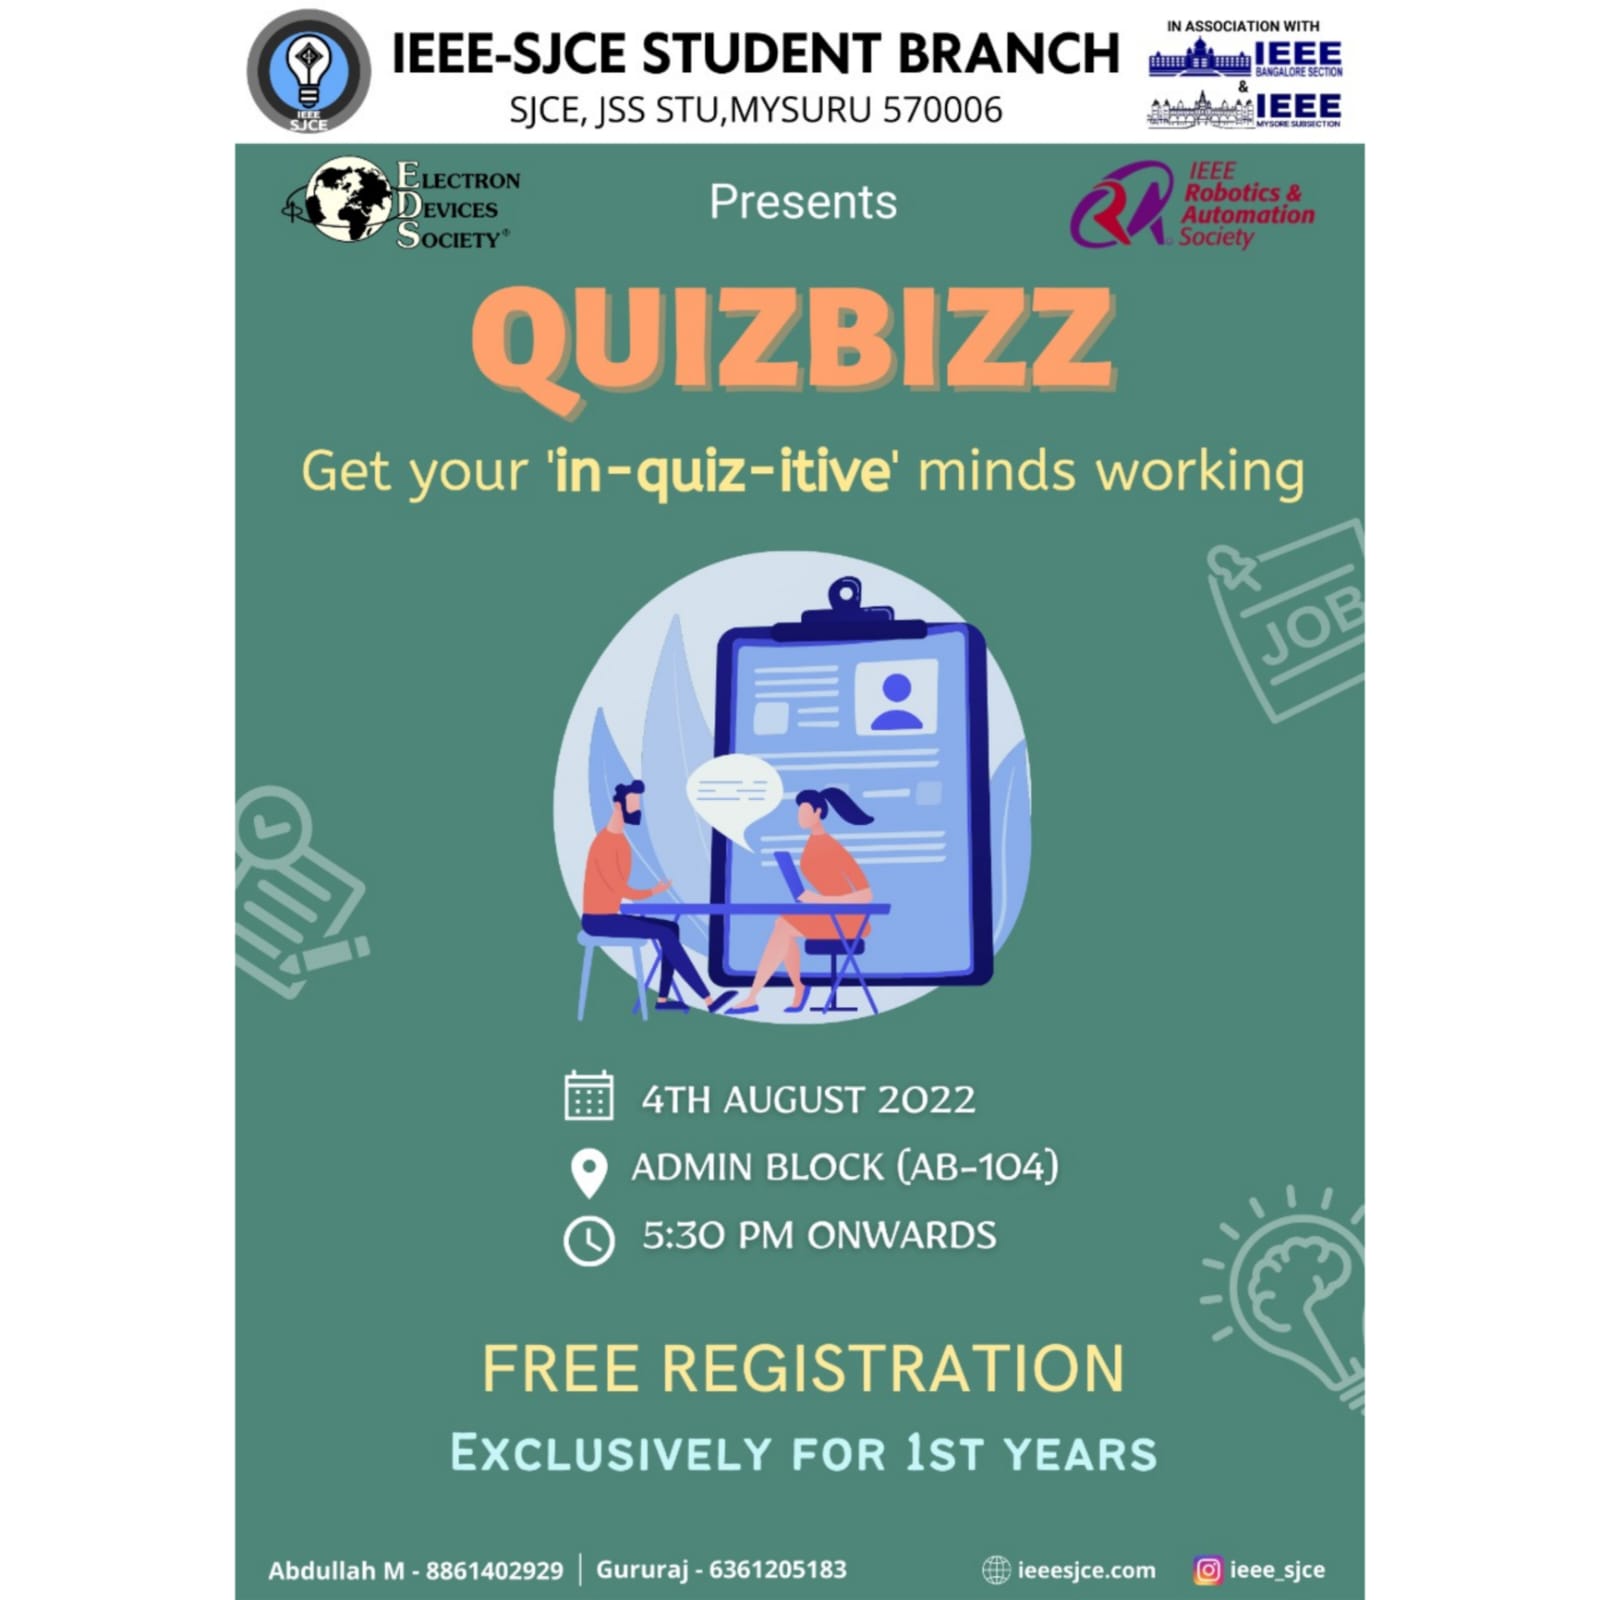 IEEE-SJCE STUDENT BRANCH
SJCE, JSS STU,MYSURU 570006
IEEE
SJCE
IN ASSOCIATION WITH
IEEE
BANGALORE SECTION
&
IEEE
MYSORE SUBSECTION
ELECTRON
DEVICES
SOCIETY®
Presents
IEEE
Robotics &
Automation
Society
QUIZBIZZ
Get your 'in-quiz-itive' minds working
JOB
4TH AUGUST 2022
ADMIN BLOCK (AB-104)
5:30 PM ONWARDS
FREE REGISTRATION
EXCLUSIVELY FOR 1ST YEARS
Abdullah M - 8861402929 | Gururaj - 6361205183
ieeesjce.com
ieee_sjce